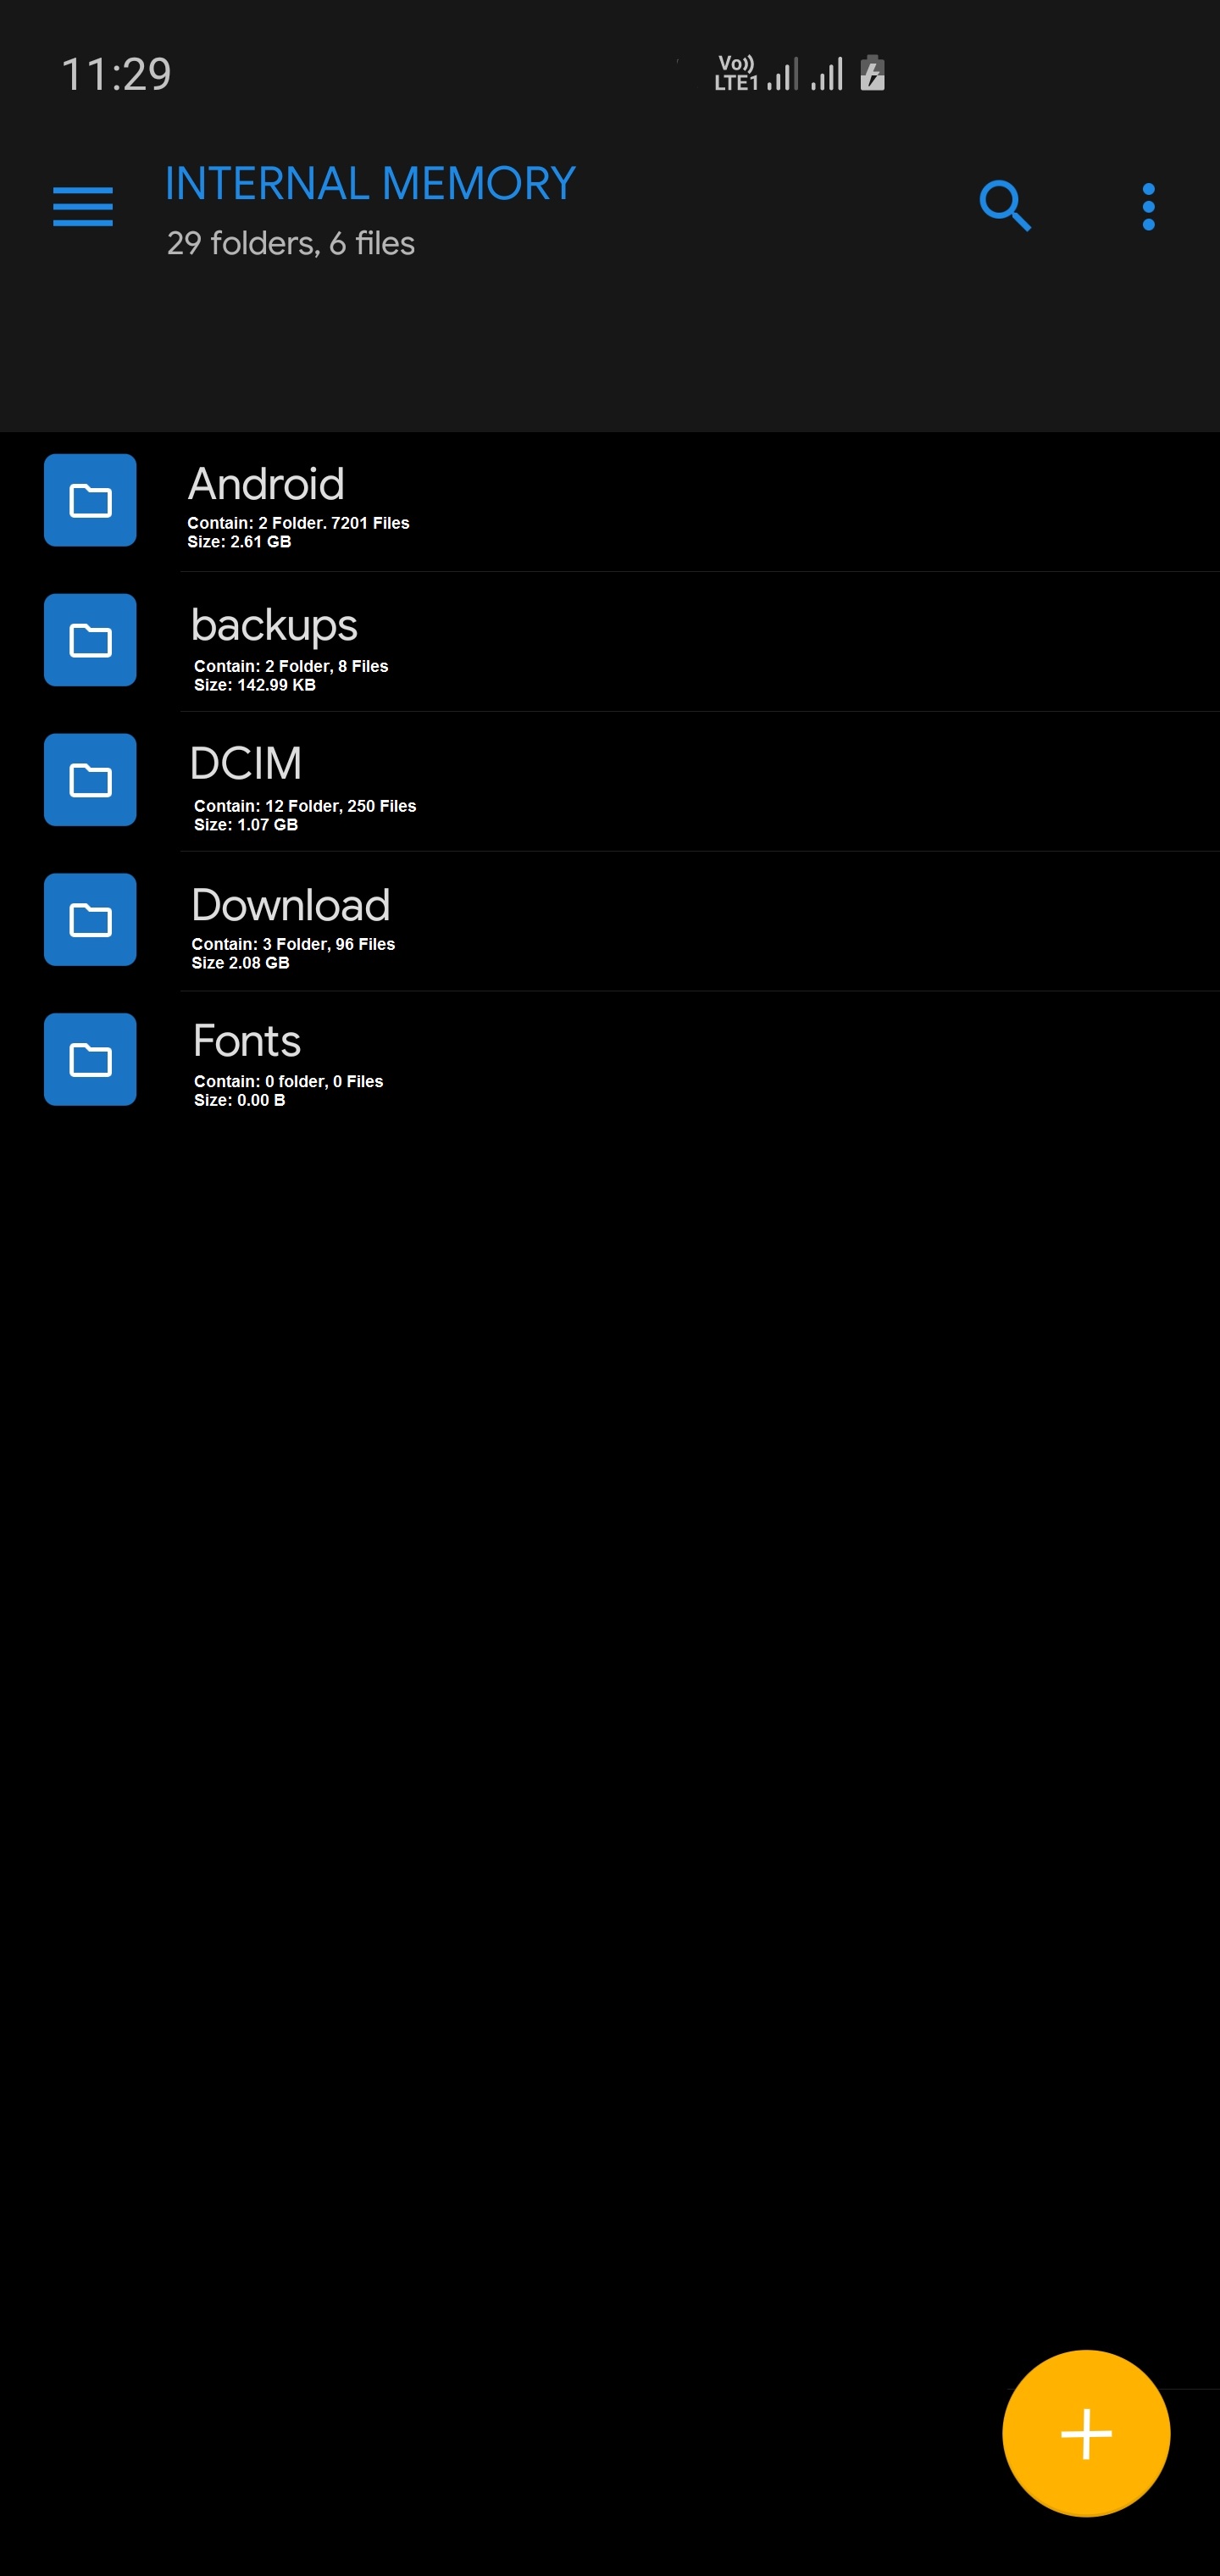 11:29
Vo))
LTE1
INTERNAL MEMORY
29 folders, 6 files
Android
Contain: 2 Folder. 7201 Files
Size: 2.61 GB
backups
Contain: 2 Folder, 8 Files
Size: 142.99 KB
DCIM
Contain: 12 Folder, 250 Files
Size: 1.07 GB
Download
Contain: 3 Folder, 96 Files
Size 2.08 GB
Fonts
Contain: 0 folder, 0 Files
Size: 0.00 B